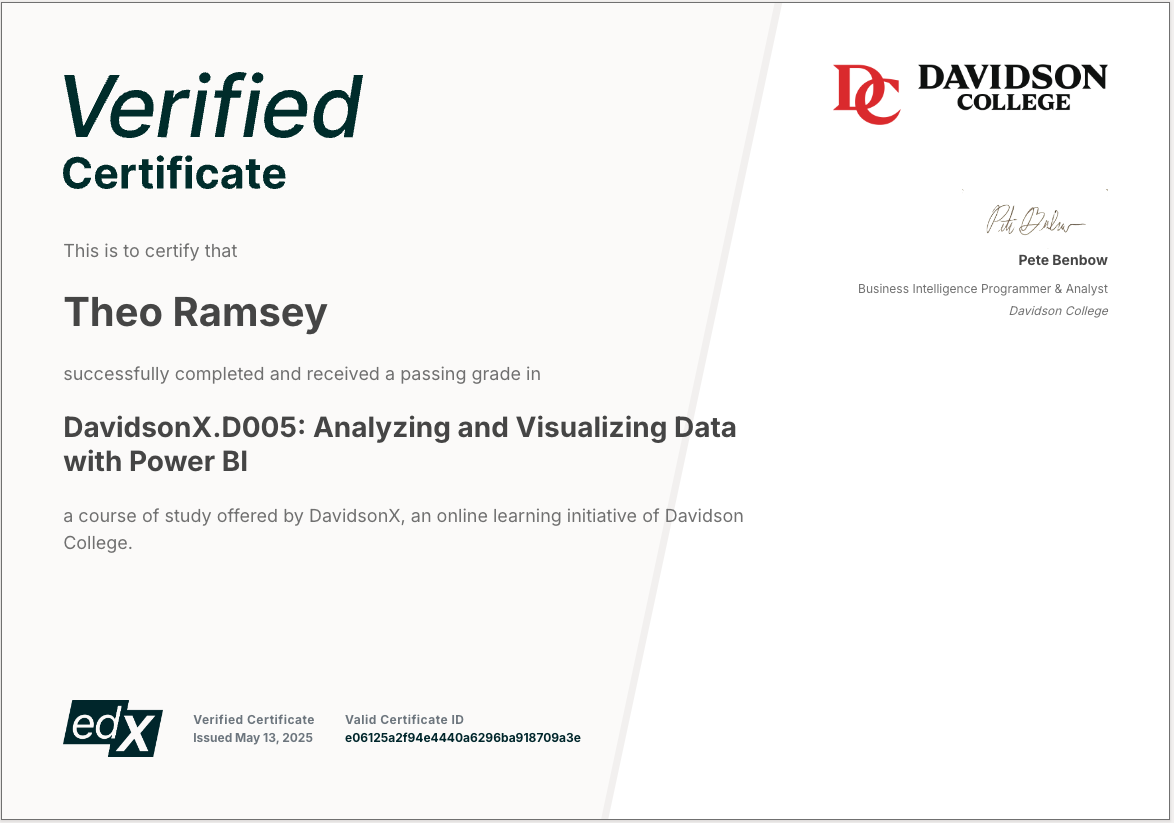 Verified
Certificate
This is to certify that
Theo Ramsey
successfully completed and received a passing grade in
DavidsonX.D005: Analyzing and Visualizing Data
with Power BI
a course of study offered by DavidsonX, an online learning initiative of Davidson
College.
edX
Verified Certificate
Issued May 13, 2025
Valid Certificate ID
e06125a2f94e4440a6296ba918709a3e
DC
DAVIDSON
COLLEGE
Pete Benbow
Pete Benbow
Business Intelligence Programmer & Analyst
Davidson College